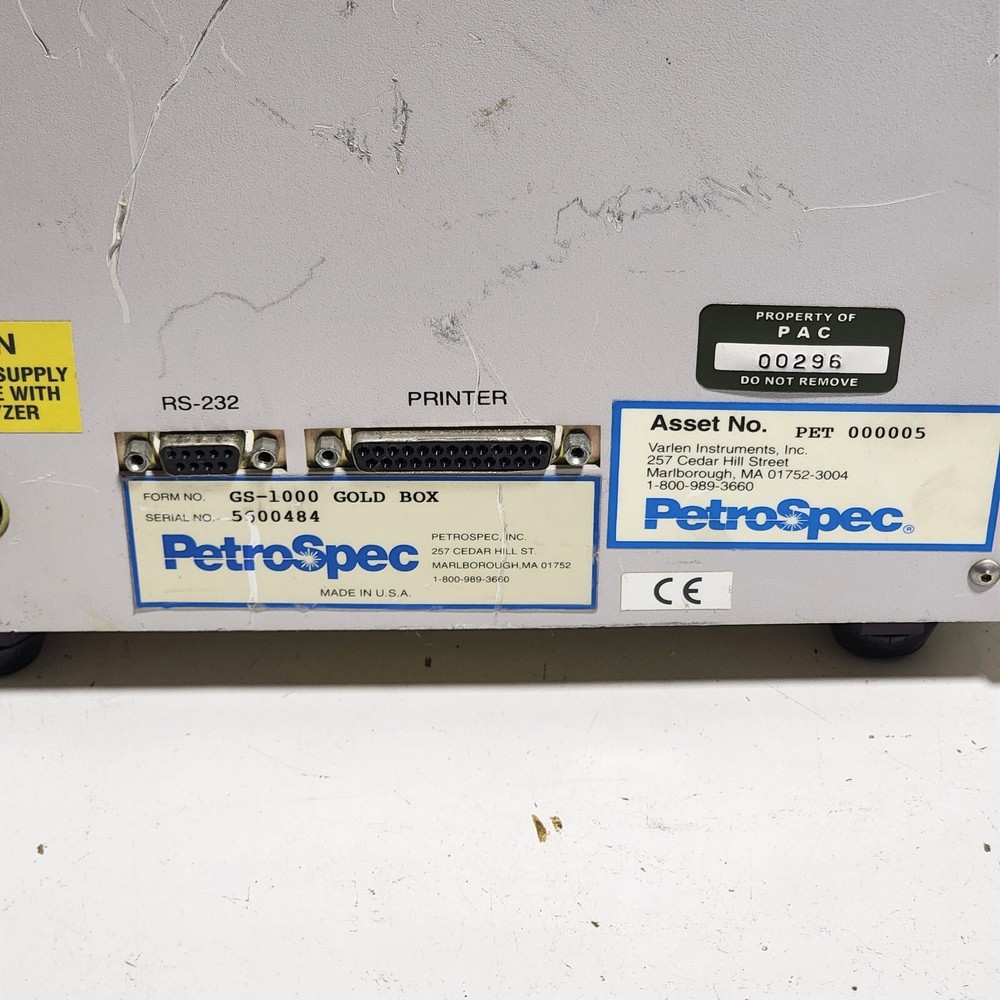 N
SUPPLY
E WITH
YZER
RS-232
PRINTER
PROPERTY OF
PAC
00296
DO NOT REMOVE
Asset No. PET 000005
Varlen Instruments, Inc.
257 Cedar Hill Street
Marlborough, MA 01752-3004
1-800-989-3660
PetroSpec®
FORM NO. GS-1000 GOLD BOX
SERIAL NO. 5600484
PetroSpec
PETROSPEC, INC.
257 CEDAR HILL ST.
MARLBOROUGH, MA 01752
1-800-989-3660
MADE IN U.S.A.
CE